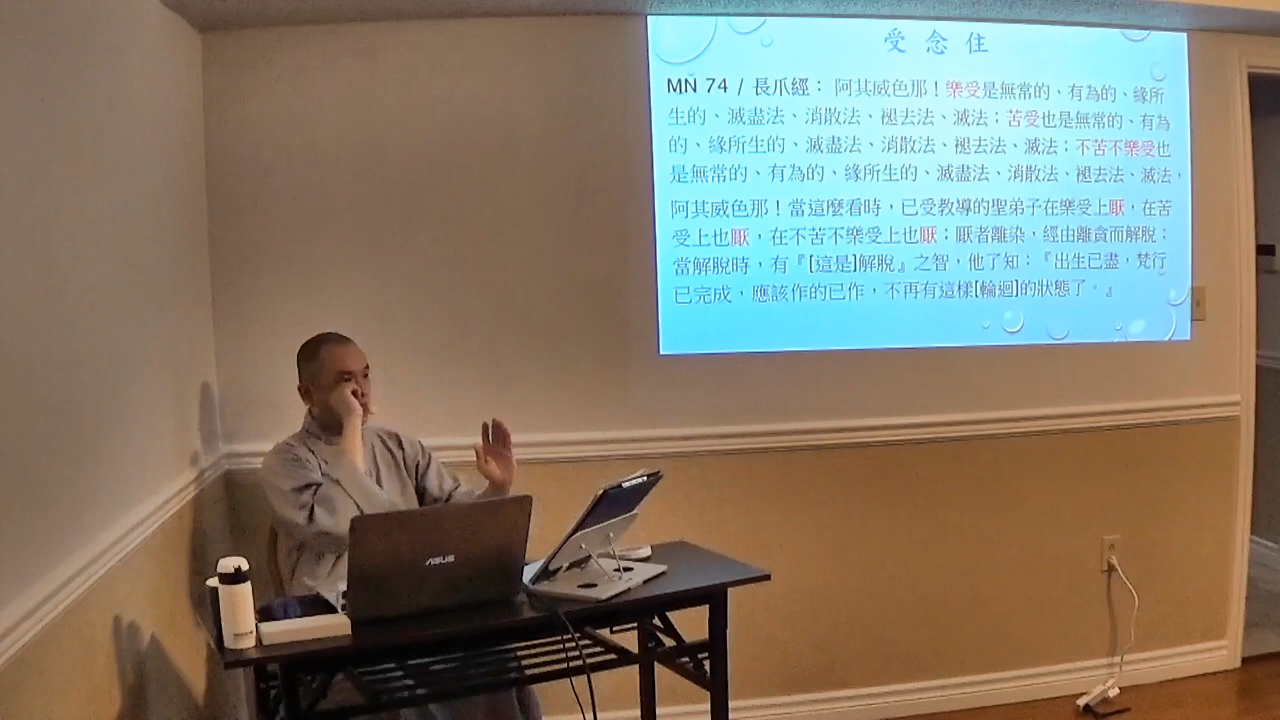 受念住
MN 74 / 長爪經： 阿其威色那！樂受是無常的、有為的、緣所
生的、滅盡法、消散法、褪去法、滅法；苦受也是無常的、有為
的、緣所生的、滅盡法、消散法、褪去法、滅法；不苦不樂受也
是無常的、有為的、緣所生的、滅盡法、消散法、褪去法、滅法，
阿其威色那！當這麼看時，已受教導的聖弟子在樂受上厭，在苦
受上也厭，在不苦不樂受上也厭；厭者離染，經由離貪而解脫；
當解脫時，有『[這是]解脫』之智，他了知：『出生已盡，梵行
已完成，應該作的已作，不再有這樣[輪迴]的狀態了。』
ASUS